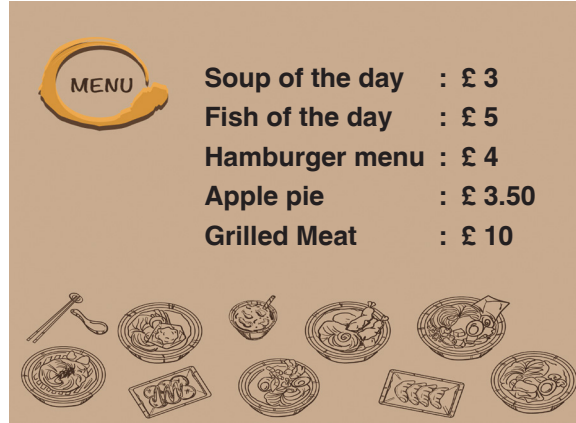 MENU
Soup of the day : £ 3
Fish of the day : £ 5
Hamburger menu : £ 4
Apple pie : £ 3.50
Grilled Meat : £ 10